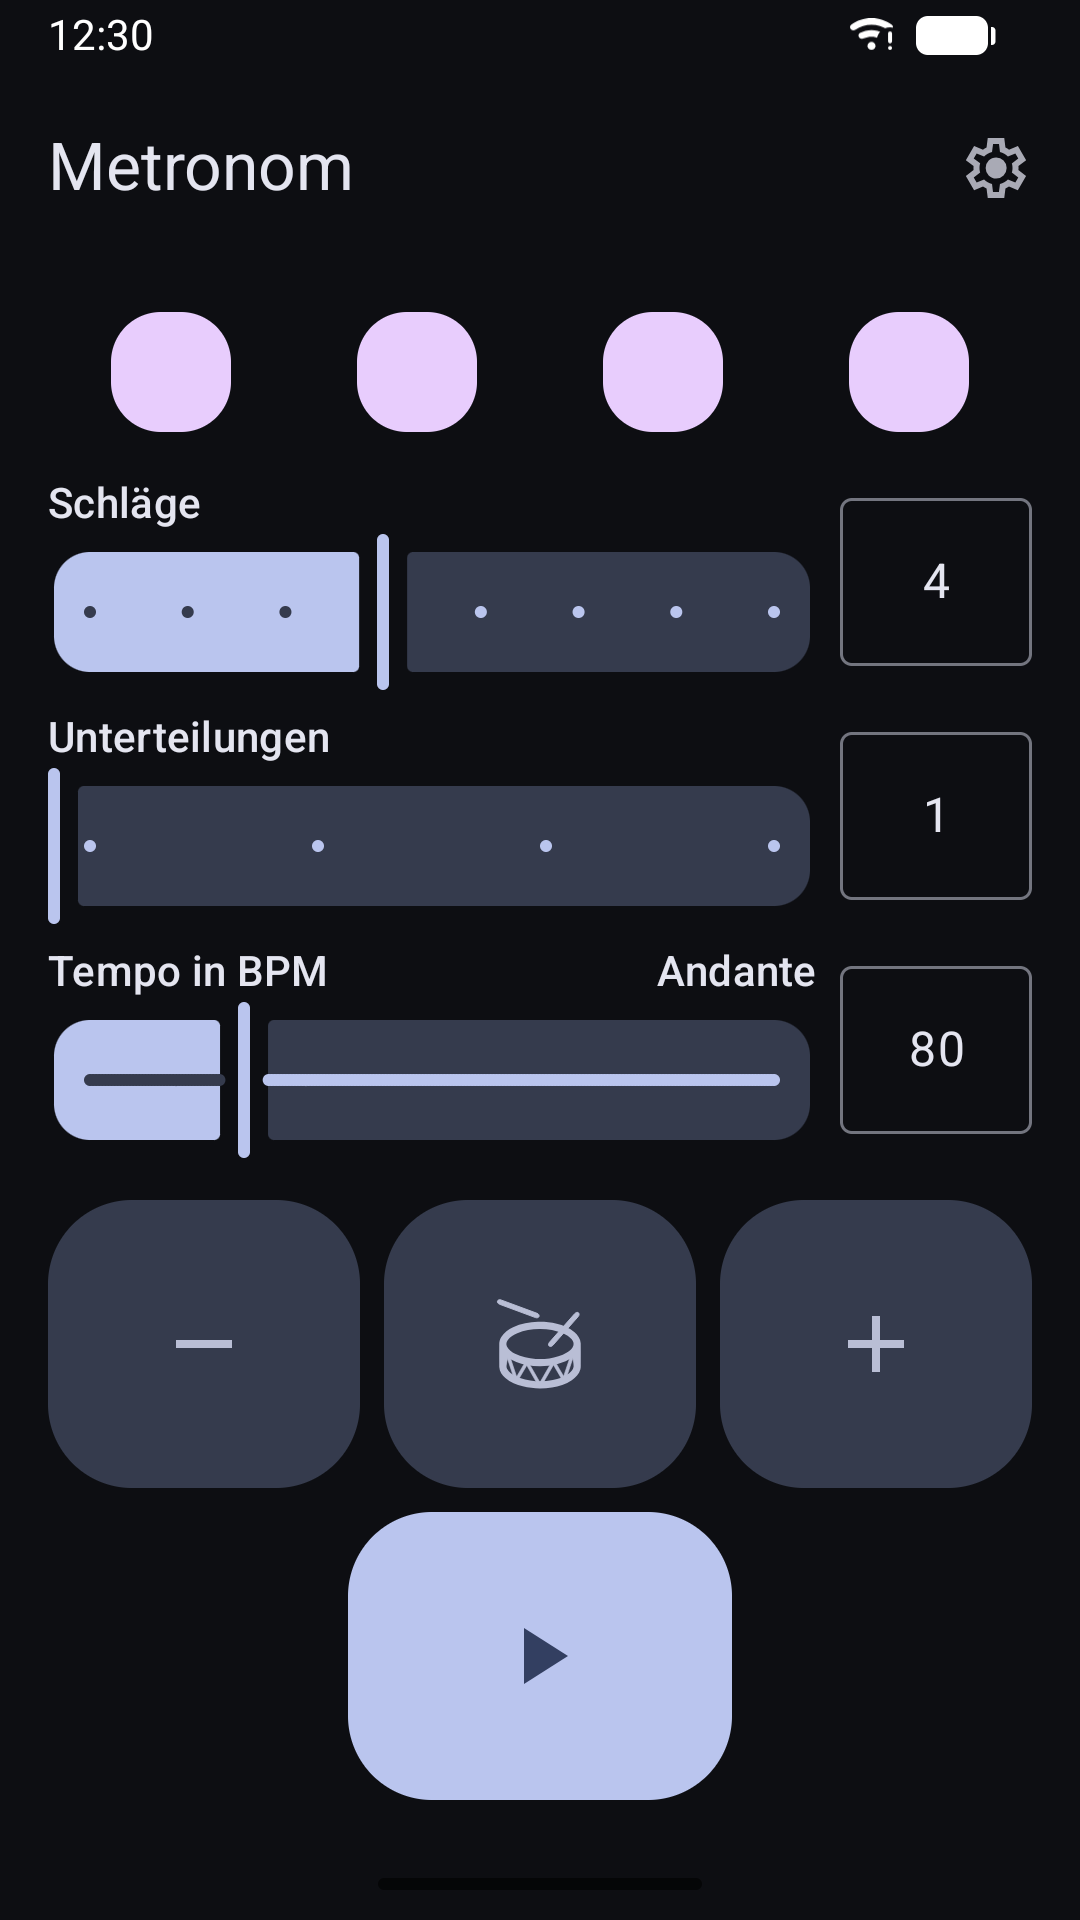 12:30
Metronom
Schläge
4
Unterteilungen
1
Tempo in BPM
Andante
80